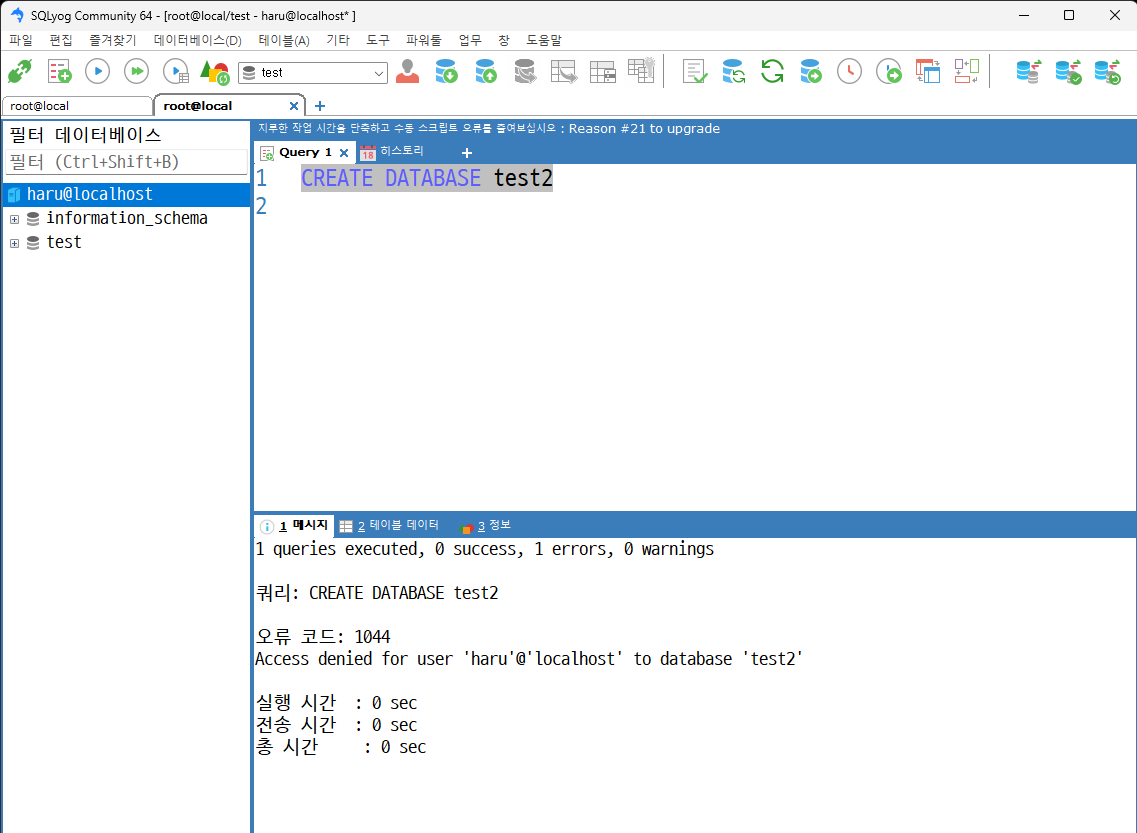 SQLyog Community 64 - [root@local/test - haru@localhost* ]
파일 편집 즐겨찾기 데이터베이스(D) 테이블(A) 기타 도구 파워툴 업무 창 도움말
test
root@local
root@local
필터 데이터베이스
필터 (Ctrl+Shift+B)
haru@localhost
information_schema
test
지루한 작업 시간을 단축하고 수동 스크립트 오류를 줄여보십시오 : Reason #21 to upgrade
Query 1
18 히스토리
1 CREATE DATABASE test2
2
1 메시지 2 테이블 데이터 3 정보
1 queries executed, 0 success, 1 errors, 0 warnings
쿼리: CREATE DATABASE test2
오류 코드: 1044
Access denied for user 'haru'@'localhost' to database 'test2'
실행 시간 : 0 sec
전송 시간 : 0 sec
총 시간 : 0 sec